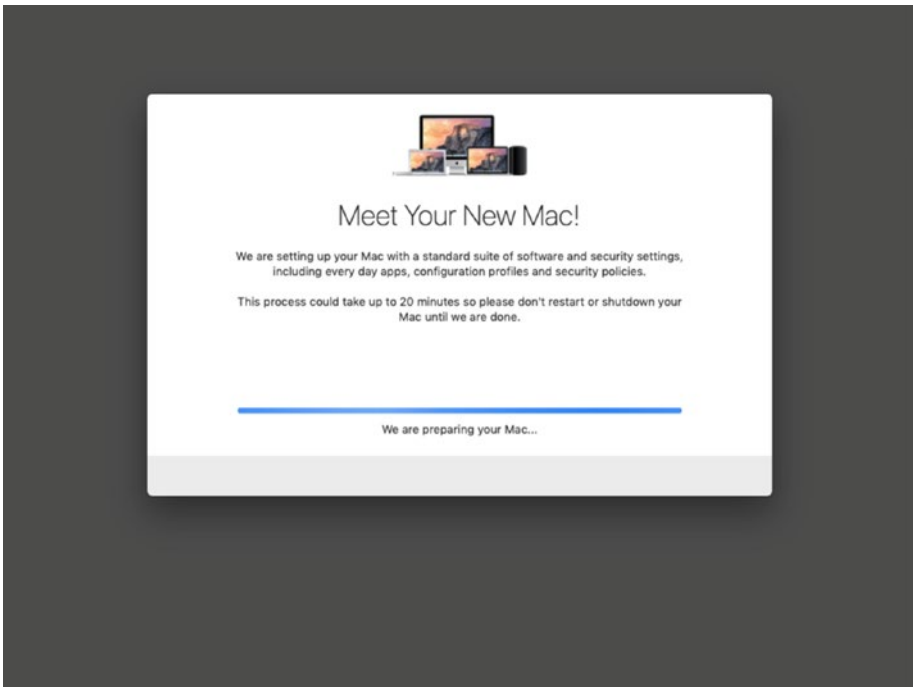 Meet Your New Mac!
We are setting up your Mac with a standard suite of software and security settings,
including every day apps, configuration profiles and security policies.
This process could take up to 20 minutes so please don't restart or shutdown your
Mac until we are done.
We are preparing your Mac...